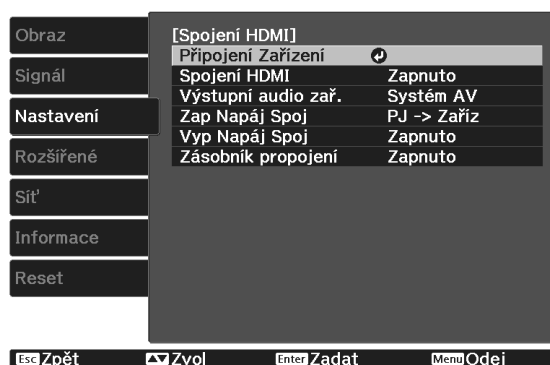 Obraz
Signál
Nastavení
Rozšířené
Síť
Informace
Reset
[Spojení HDMI]
Připojení Zařízení
Spojení HDMI Zapnuto
Výstupní audio zař. Systém AV
Zap Napáj Spoj PJ -> Zaříz
Vyp Napáj Spoj Zapnuto
Zásobník propojení Zapnuto
Esc Zpět Zvol Enter Zadat Menu Odej